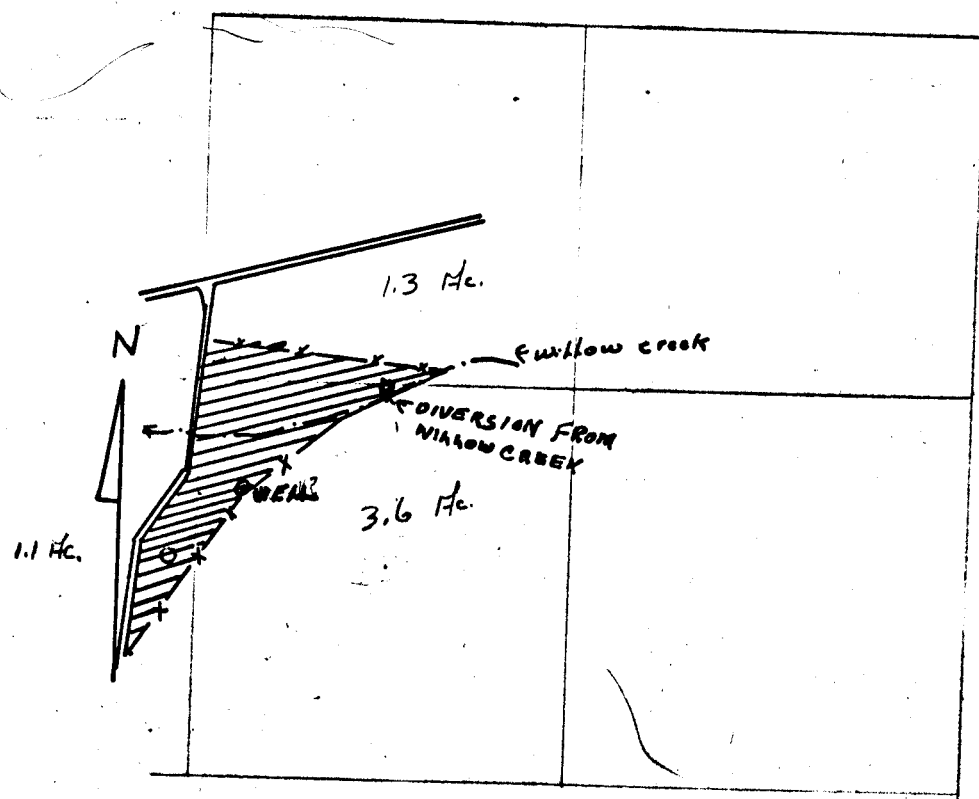 1.3 Ac.
N
willow creek
DIVERSION FROM
WILLOW CREEK
3.6 Ac.
1.1 Ac.